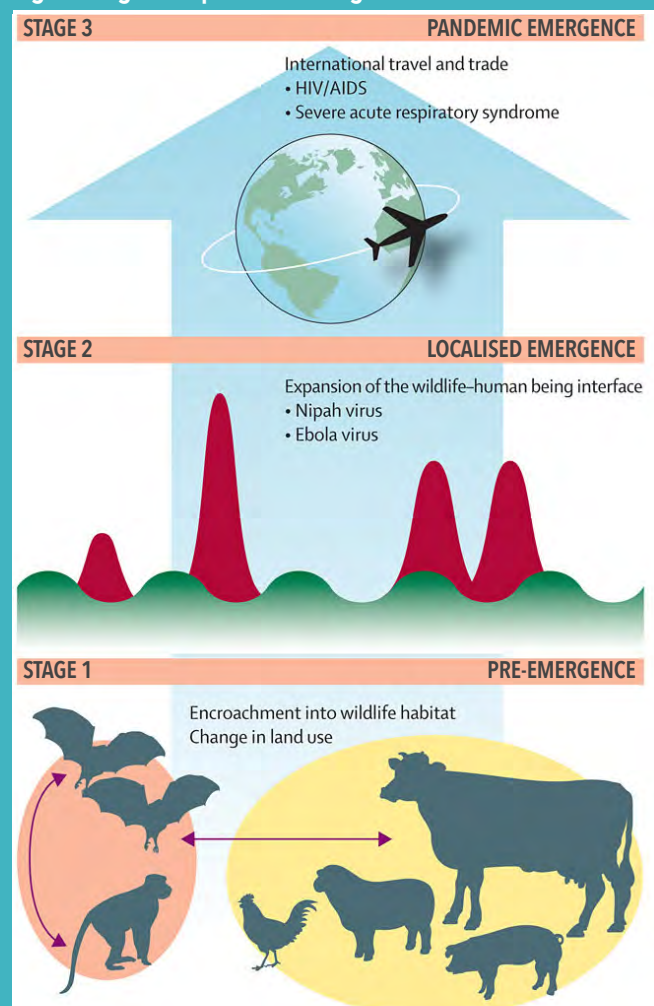 STAGE 3 PANDEMIC EMERGENCE
International travel and trade
• HIV/AIDS
• Severe acute respiratory syndrome
STAGE 2 LOCALISED EMERGENCE
Expansion of the wildlife–human being interface
• Nipah virus
• Ebola virus
STAGE 1 PRE-EMERGENCE
Encroachment into wildlife habitat
Change in land use